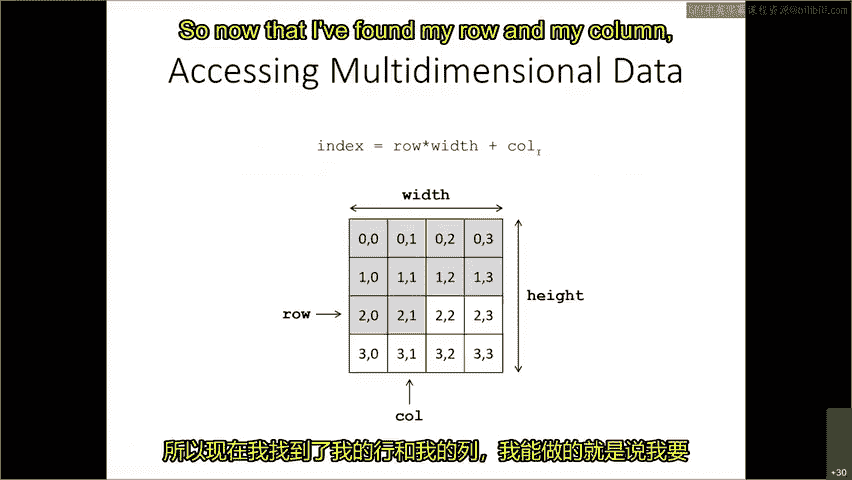 So now that I've found my row and my column,
Accessing Multidimensional Data
index = row*width + col
width
0,0 0,1 0,2 0,3
1,0 1,1 1,2 1,3
height
row
2,0 2,1 2,2 2,3
3,0 3,1 3,2 3,3
col
所以现在我找到了我的行和我的列，我能做的就是说我要
+30